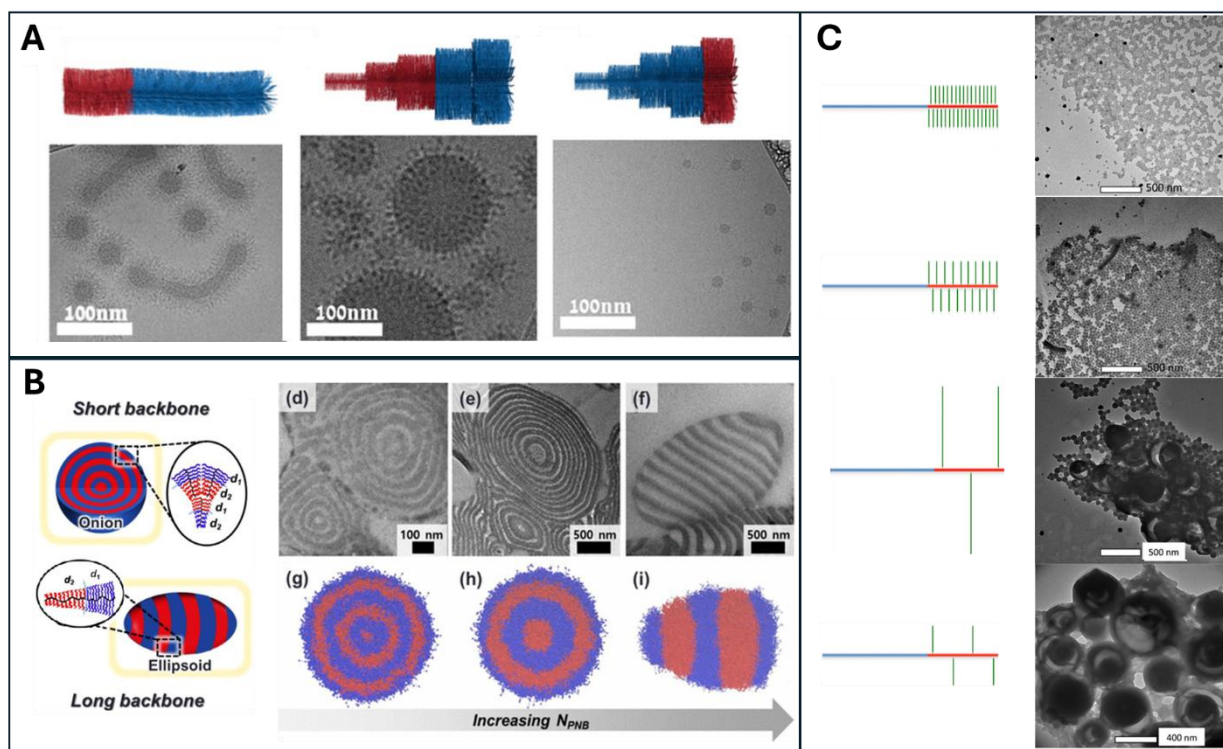 A
100nm
100nm
100nm
B
Short backbone
d1
d2
d1
d2
Onion
d2
d1
Ellipsoid
Long backbone
(d)
(e)
(f)
100 nm
500 nm
500 nm
(g)
(h)
(i)
Increasing NPNB
C
500 nm
500 nm
500 nm
400 nm